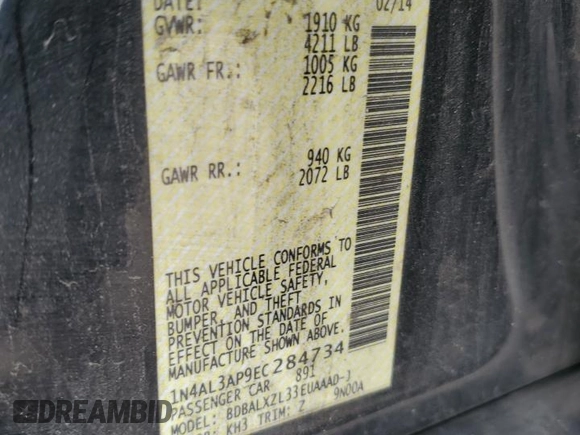 DATE: 02/14
GVWR: 1910 KG
4211 LB
GAWR FR.: 1005 KG
2216 LB
GAWR RR.: 940 KG
2072 LB
THIS VEHICLE CONFORMS TO
ALL APPLICABLE FEDERAL
MOTOR VEHICLE SAFETY,
BUMPER, AND THEFT
PREVENTION STANDARDS IN
EFFECT ON THE DATE OF
MANUFACTURE SHOWN ABOVE.
1N4AL3AP9EC284734
PASSENGER CAR 891
MODEL: BDBALXZL33EUAAAD-J
KH3 TRIM: Z 9N00A
DREAMBID